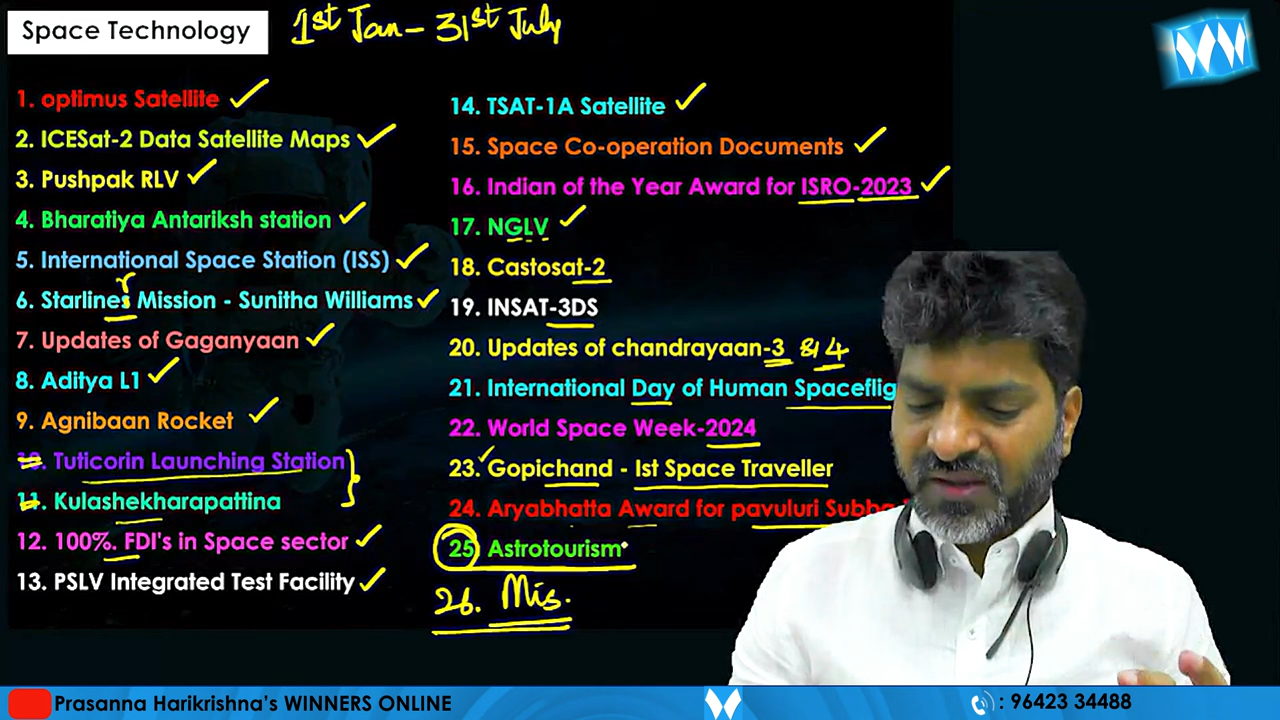 Space Technology
1st Jan - 31st July
1. optimus Satellite
2. ICESat-2 Data Satellite Maps
3. Pushpak RLV
4. Bharatiya Antariksh station
5. International Space Station (ISS)
r
6. Starlines Mission - Sunitha Williams
7. Updates of Gaganyaan
8. Aditya L1
9. Agnibaan Rocket
10. Tuticorin Launching Station
11. Kulashekharapattina
12. 100%. FDI's in Space sector
13. PSLV Integrated Test Facility
14. TSAT-1A Satellite
15. Space Co-operation Documents
16. Indian of the Year Award for ISRO-2023
17. NGLV
18. Castosat-2
19. INSAT-3DS
20. Updates of chandrayaan-3 & 4
21. International Day of Human Spaceflig
22. World Space Week-2024
23. Gopichand - Ist Space Traveller
24. Aryabhatta Award for pavuluri Subba
25. Astrotourism
26. Mis.
W
Prasanna Harikrishna's WINNERS ONLINE
W
: 96423 34488